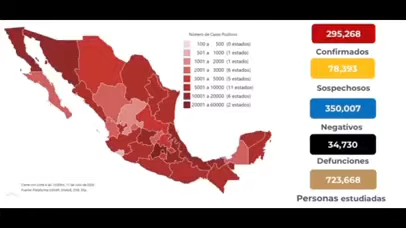 Número de Casos Positivos
100 a 500 (0 estados)
501 a 1000 (1 estados)
1001 a 2000 (1 estados)
2001 a 3000 (6 estados)
3001 a 5000 (5 estados)
5001 a 10000 (11 estados)
10001 a 20000 (6 estados)
20001 a 60000 (2 estados)
295,268
Confirmados
78,393
Sospechosos
350,007
Negativos
34,730
Defunciones
723,668
Personas estudiadas